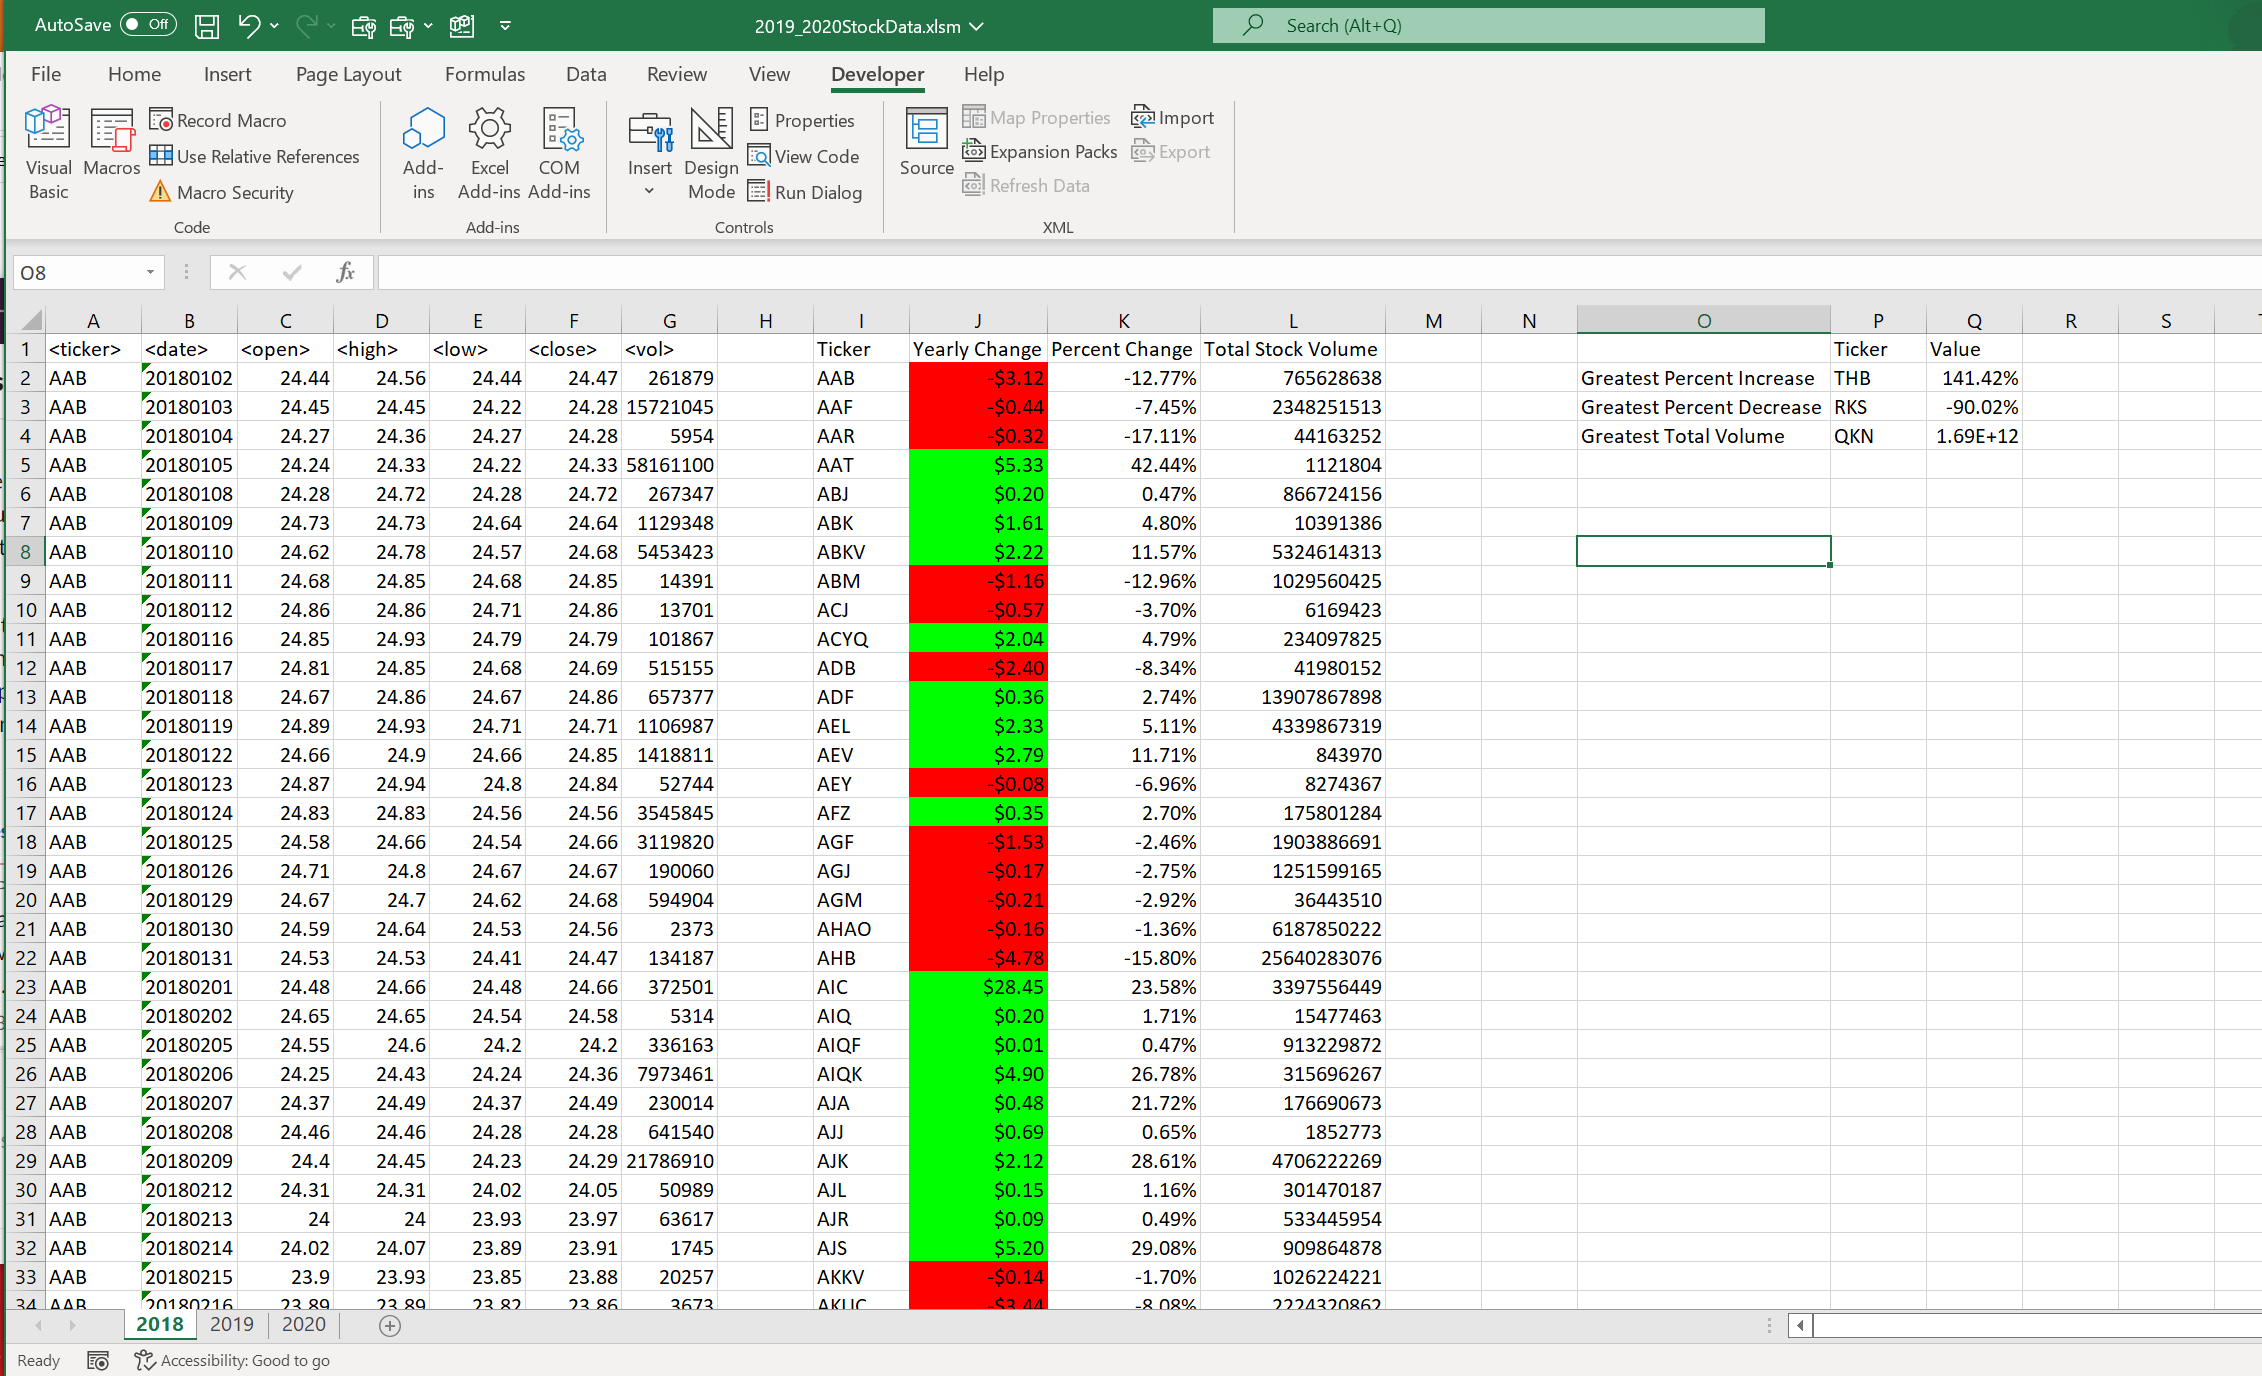 AutoSave Off 2019_2020StockData.xlsm Search (Alt+Q)
File Home Insert Page Layout Formulas Data Review View Developer Help
Visual Basic
Macros
Record Macro
Use Relative References
Macro Security
Code
Add-ins
Excel Add-ins
COM Add-ins
Add-ins
Insert
Design Mode
Properties
View Code
Run Dialog
Controls
Source
Map Properties
Expansion Packs
Refresh Data
Import
Export
XML
O8 fx
A B C D E F G H I J K L M N O P Q R S
1 <ticker> <date> <open> <high> <low> <close> <vol> Ticker Yearly Change Percent Change Total Stock Volume Ticker Value
2 AAB 20180102 24.44 24.56 24.44 24.47 261879 AAB -$3.12 -12.77% 765628638 Greatest Percent Increase THB 141.42%
3 AAB 20180103 24.45 24.45 24.22 24.28 15721045 AAF -$0.44 -7.45% 2348251513 Greatest Percent Decrease RKS -90.02%
4 AAB 20180104 24.27 24.36 24.27 24.28 5954 AAR -$0.32 -17.11% 44163252 Greatest Total Volume QKN 1.69E+12
5 AAB 20180105 24.24 24.33 24.22 24.33 58161100 AAT $5.33 42.44% 1121804
6 AAB 20180108 24.28 24.72 24.28 24.72 267347 ABJ $0.20 0.47% 866724156
7 AAB 20180109 24.73 24.73 24.64 24.64 1129348 ABK $1.61 4.80% 10391386
8 AAB 20180110 24.62 24.78 24.57 24.68 5453423 ABKV $2.22 11.57% 5324614313
9 AAB 20180111 24.68 24.85 24.68 24.85 14391 ABM -$1.16 -12.96% 1029560425
10 AAB 20180112 24.86 24.86 24.71 24.86 13701 ACJ -$0.57 -3.70% 6169423
11 AAB 20180116 24.85 24.93 24.79 24.79 101867 ACYQ $2.04 4.79% 234097825
12 AAB 20180117 24.81 24.85 24.68 24.69 515155 ADB -$2.40 -8.34% 41980152
13 AAB 20180118 24.67 24.86 24.67 24.86 657377 ADF $0.36 2.74% 13907867898
14 AAB 20180119 24.89 24.93 24.71 24.71 1106987 AEL $2.33 5.11% 4339867319
15 AAB 20180122 24.66 24.9 24.66 24.85 1418811 AEV $2.79 11.71% 843970
16 AAB 20180123 24.87 24.94 24.8 24.84 52744 AEY -$0.08 -6.96% 8274367
17 AAB 20180124 24.83 24.83 24.56 24.56 3545845 AFZ $0.35 2.70% 175801284
18 AAB 20180125 24.58 24.66 24.54 24.66 3119820 AGF -$1.53 -2.46% 1903886691
19 AAB 20180126 24.71 24.8 24.67 24.67 190060 AGJ -$0.17 -2.75% 1251599165
20 AAB 20180129 24.67 24.7 24.62 24.68 594904 AGM -$0.21 -2.92% 36443510
21 AAB 20180130 24.59 24.64 24.53 24.56 2373 AHAO -$0.16 -1.36% 6187850222
22 AAB 20180131 24.53 24.53 24.41 24.47 134187 AHB -$4.78 -15.80% 25640283076
23 AAB 20180201 24.48 24.66 24.48 24.66 372501 AIC $28.45 23.58% 3397556449
24 AAB 20180202 24.65 24.65 24.54 24.58 5314 AIQ $0.20 1.71% 15477463
25 AAB 20180205 24.55 24.6 24.2 24.2 336163 AIQF $0.01 0.47% 913229872
26 AAB 20180206 24.25 24.43 24.24 24.36 7973461 AIQK $4.90 26.78% 315696267
27 AAB 20180207 24.37 24.49 24.37 24.49 230014 AJA $0.48 21.72% 176690673
28 AAB 20180208 24.46 24.46 24.28 24.28 641540 AJJ $0.69 0.65% 1852773
29 AAB 20180209 24.4 24.45 24.23 24.29 21786910 AJK $2.12 28.61% 4706222269
30 AAB 20180212 24.31 24.31 24.02 24.05 50989 AJL $0.15 1.16% 301470187
31 AAB 20180213 24 24 23.93 23.97 63617 AJR $0.09 0.49% 533445954
32 AAB 20180214 24.02 24.07 23.89 23.91 1745 AJS $5.20 29.08% 909864878
33 AAB 20180215 23.9 23.93 23.85 23.88 20257 AKKV -$0.14 -1.70% 1026224221
34 AAB 20180216 23.89 23.89 23.82 23.86 3673 AKUC -$3.44 -8.08% 2224320862
2018 2019 2020
Ready Accessibility: Good to go